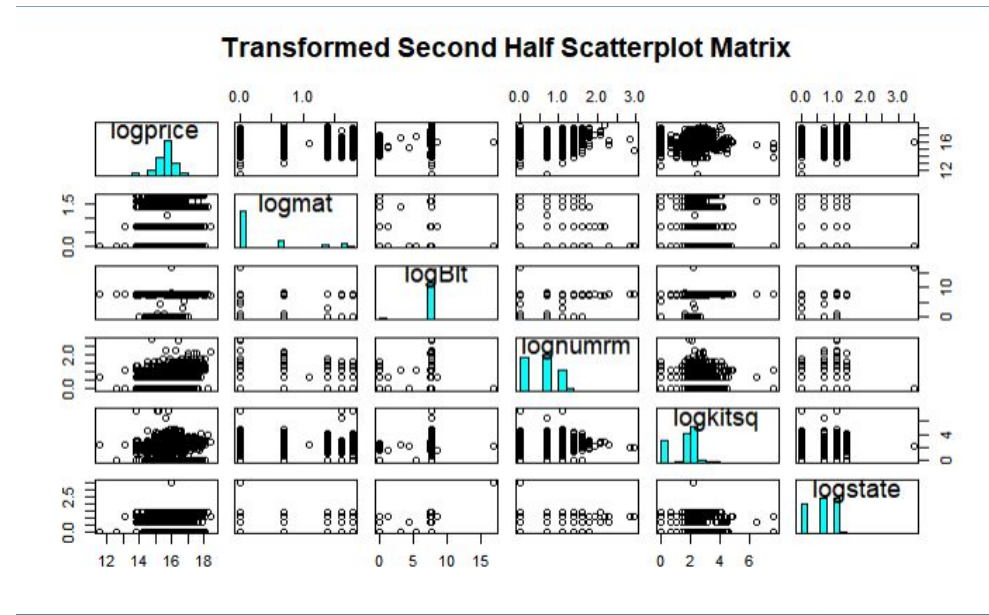 Transformed Second Half Scatterplot Matrix
0.0 1.0 0.0 1.0 2.0 3.0 0.0 1.0 2.0 3.0
logprice
12 16
0.0 1.5
logmat
logBlt
0 10
0.0 2.0
lognumrm
logkitsq
0 4
0.0 2.5
logstate
12 14 16 18 0 5 10 15 0 2 4 6